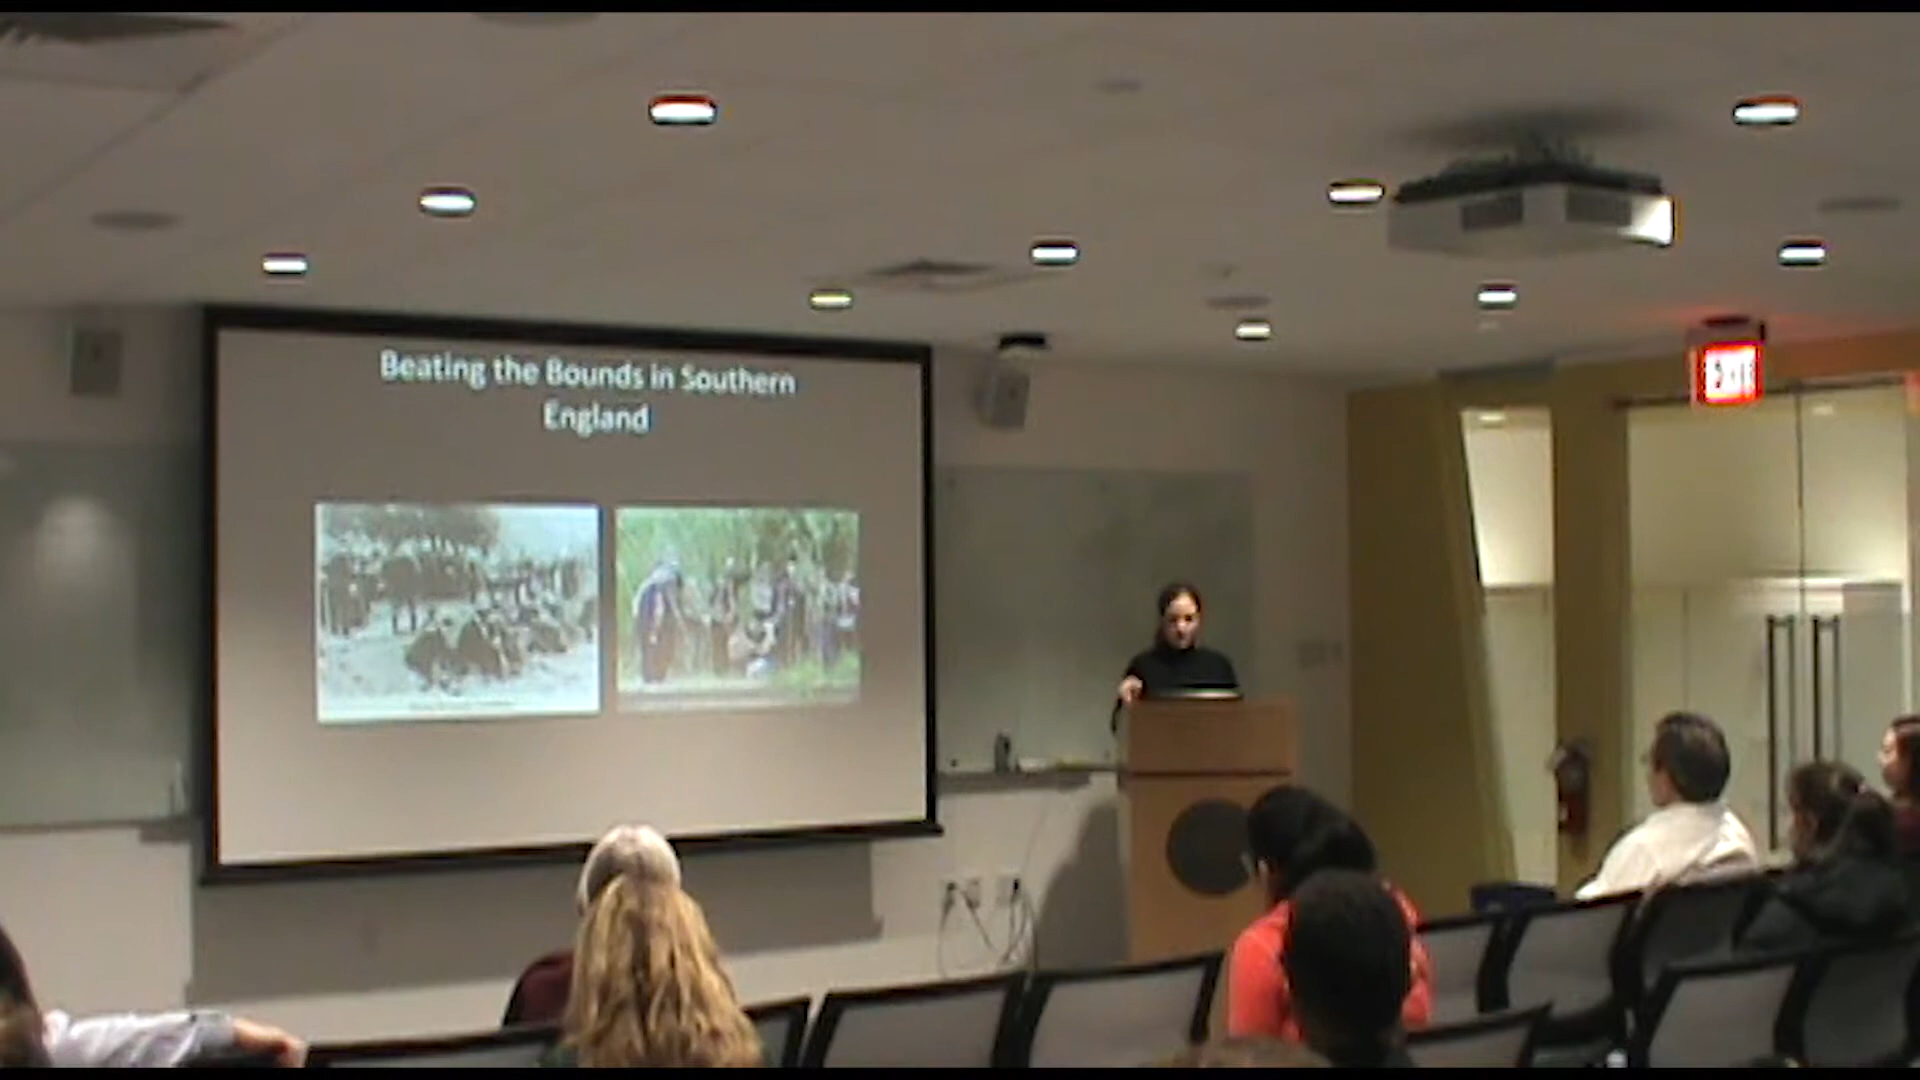 Beating the Bounds in Southern
England
EXIT